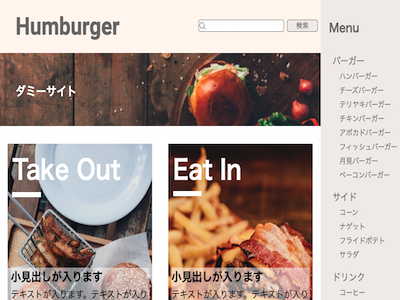 Humburger
検索
ダミーサイト
Take Out
小見出しが入ります
テキストが入ります。テキストが入り
Eat In
小見出しが入ります
テキストが入ります。テキストが入り
Menu
バーガー
ハンバーガー
チーズバーガー
テリヤキバーガー
チキンバーガー
アボカドバーガー
フィッシュバーガー
月見バーガー
ベーコンバーガー
サイド
コーン
ナゲット
フライドポテト
サラダ
ドリンク
コーヒー